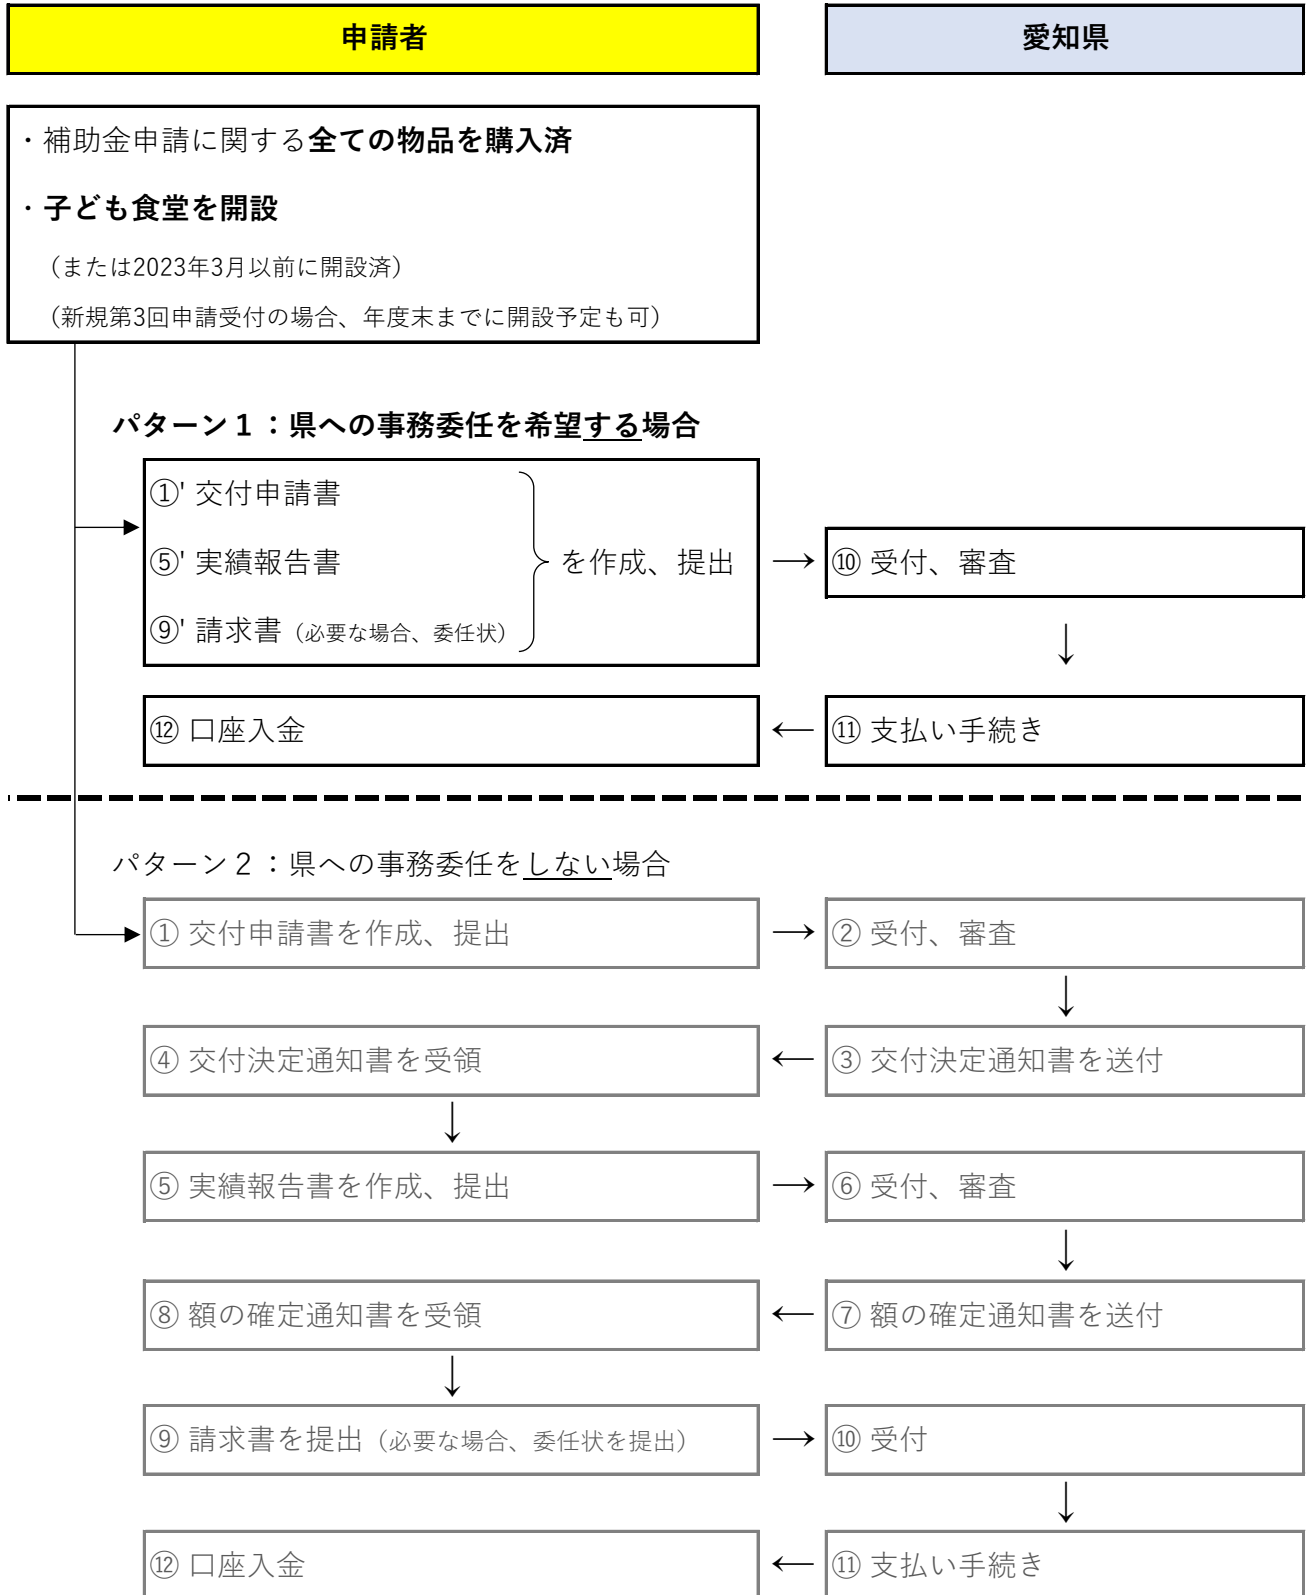 申請者
愛知県
・補助金申請に関する全ての物品を購入済
・子ども食堂を開設
（または2023年3月以前に開設済）
（新規第3回申請受付の場合、年度末までに開設予定も可）
パターン１：県への事務委任を希望する場合
①' 交付申請書
⑤' 実績報告書
を作成、提出
→
⑩ 受付、審査
⑨' 請求書（必要な場合、委任状）
↓
⑫ 口座入金
←
⑪ 支払い手続き
パターン２：県への事務委任をしない場合
① 交付申請書を作成、提出
→
② 受付、審査
↓
④ 交付決定通知書を受領
←
③ 交付決定通知書を送付
↓
⑤ 実績報告書を作成、提出
→
⑥ 受付、審査
↓
⑧ 額の確定通知書を受領
←
⑦ 額の確定通知書を送付
↓
⑨ 請求書を提出（必要な場合、委任状を提出）
→
⑩ 受付
↓
⑫ 口座入金
←
⑪ 支払い手続き